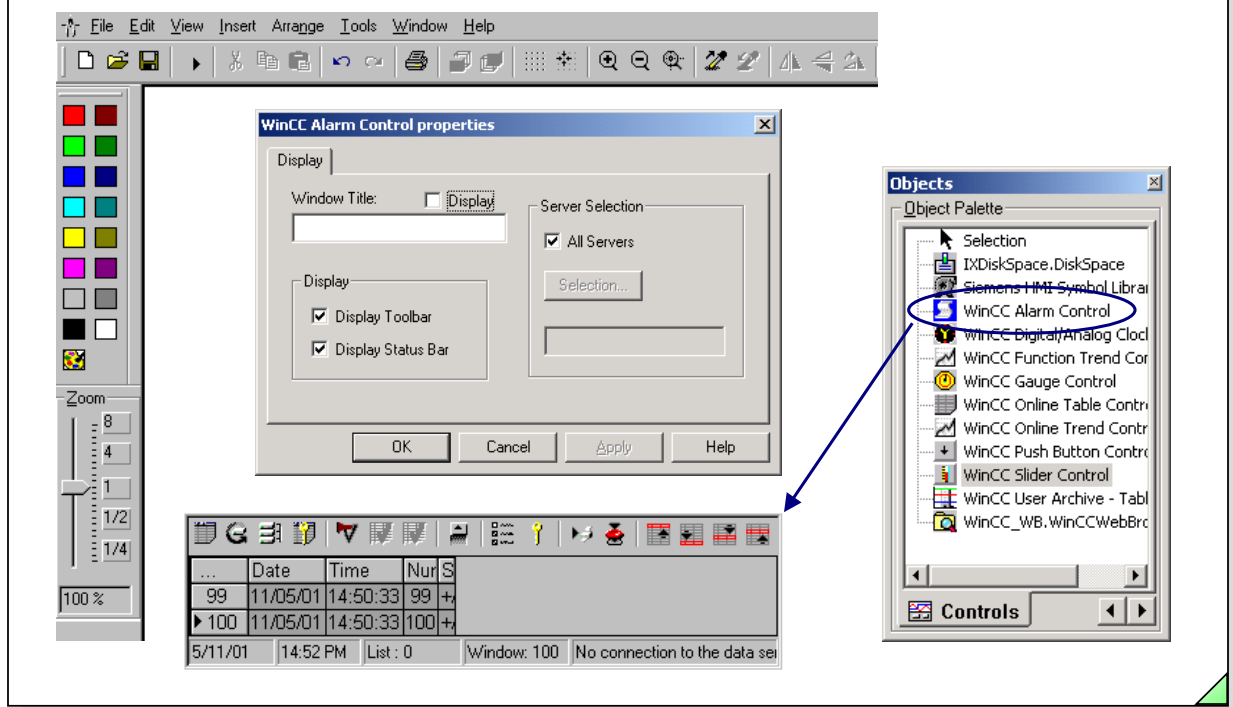 File Edit View Insert Arrange Tools Window Help
WinCC Alarm Control properties
Display
Window Title:
Display
Server Selection
All Servers
Display
Selection...
Display Toolbar
Display Status Bar
OK Cancel Apply Help
Zoom
8
4
1
1/2
1/4
100 %
... Date Time Nur S
99 11/05/01 14:50:33 99 +/
100 11/05/01 14:50:33 100 +/
5/11/01 14:52 PM List : 0 Window: 100 No connection to the data ser
Objects
Object Palette
Selection
IXDiskSpace.DiskSpace
Siemens HMI Symbol Librar
WinCC Alarm Control
WinCC Digital/Analog Clocl
WinCC Function Trend Cor
WinCC Gauge Control
WinCC Online Table Contr
WinCC Online Trend Contr
WinCC Push Button Contro
WinCC Slider Control
WinCC User Archive - Tabl
WinCC_WB.WinCCWebBrc
Controls